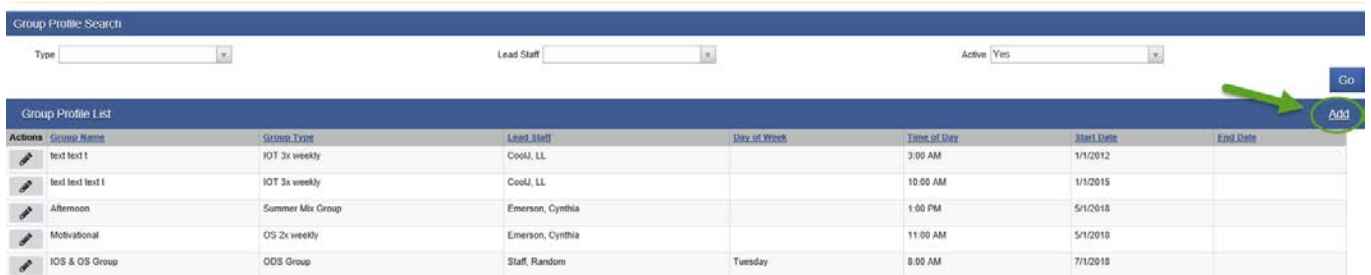 Group Profile Search
Type Lead Staff Active Yes
Go
Group Profile List Add
Actions Group Name Group Type Lead Staff Day of Week Time of Day Start Date End Date
text text t IOT 3x weekly CoolJ, LL 3:00 AM 1/1/2012
text text text t IOT 3x weekly CoolJ, LL 10:00 AM 1/1/2015
Afternoon Summer Mix Group Emerson, Cynthia 1:00 PM 5/1/2018
Motivational OS 2x weekly Emerson, Cynthia 11:00 AM 5/1/2018
IOS & OS Group ODS Group Staff, Random Tuesday 8:00 AM 7/1/2018